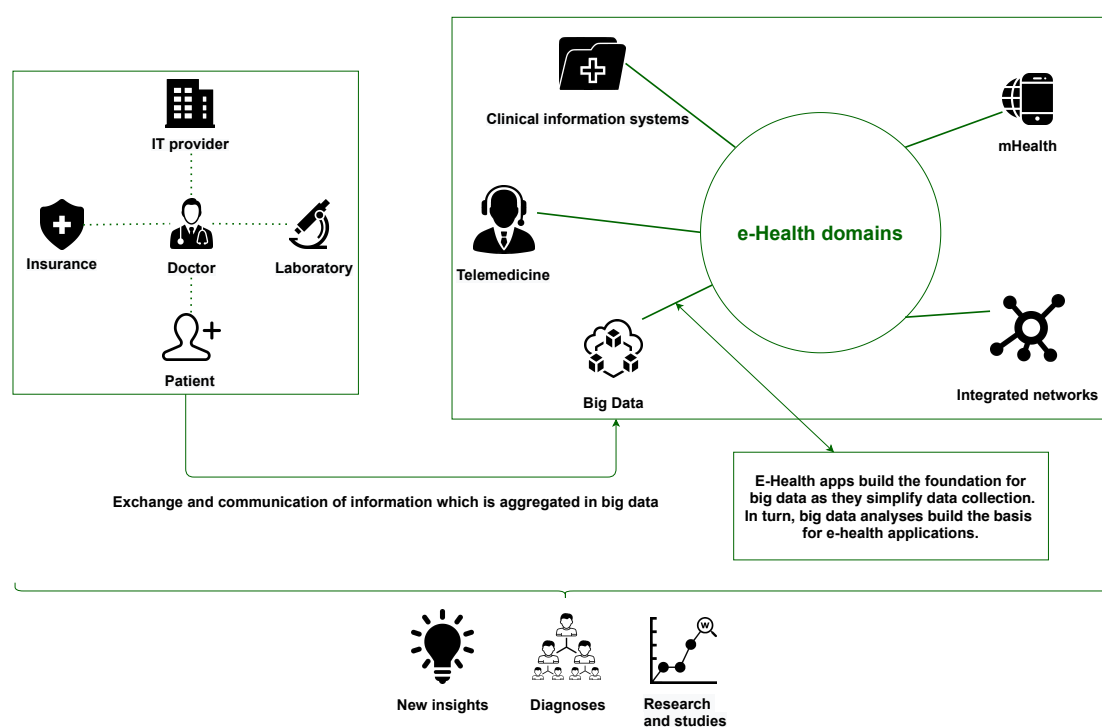 IT provider
Insurance
Doctor
Laboratory
Patient
Clinical information systems
mHealth
e-Health domains
Telemedicine
Big Data
Integrated networks
Exchange and communication of information which is aggregated in big data
E-Health apps build the foundation for
big data as they simplify data collection.
In turn, big data analyses build the basis
for e-health applications.
W
New insights
Diagnoses
Research
and studies